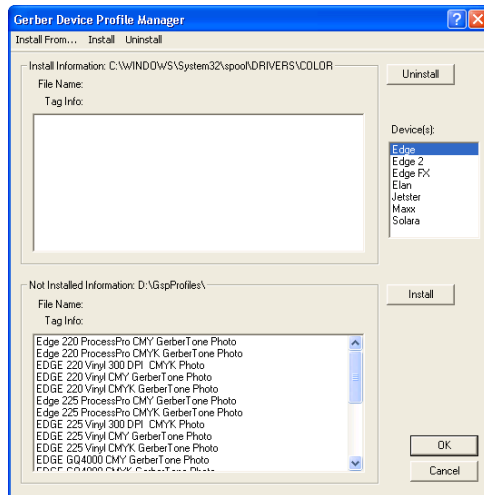 Gerber Device Profile Manager
Install From... Install Uninstall
Install Information: C:\WINDOWS\System32\spool\DRIVERS\COLOR
Uninstall
File Name:
Tag Info:
Device(s):
Edge
Edge 2
Edge FX
Elan
Jetster
Maxx
Solara
Not Installed Information: D:\GspProfiles\
Install
File Name:
Tag Info:
Edge 220 ProcessPro CMY GerberTone Photo
Edge 220 ProcessPro CMYK GerberTone Photo
EDGE 220 Vinyl 300 DPI CMYK Photo
EDGE 220 Vinyl CMY GerberTone Photo
EDGE 220 Vinyl CMYK GerberTone Photo
Edge 225 ProcessPro CMY GerberTone Photo
Edge 225 ProcessPro CMYK GerberTone Photo
EDGE 225 Vinyl 300 DPI CMYK Photo
EDGE 225 Vinyl CMY GerberTone Photo
EDGE 225 Vinyl CMYK GerberTone Photo
EDGE GQ4000 CMY GerberTone Photo
EDGE GQ4000 CMYK GerberTone Photo
OK
Cancel